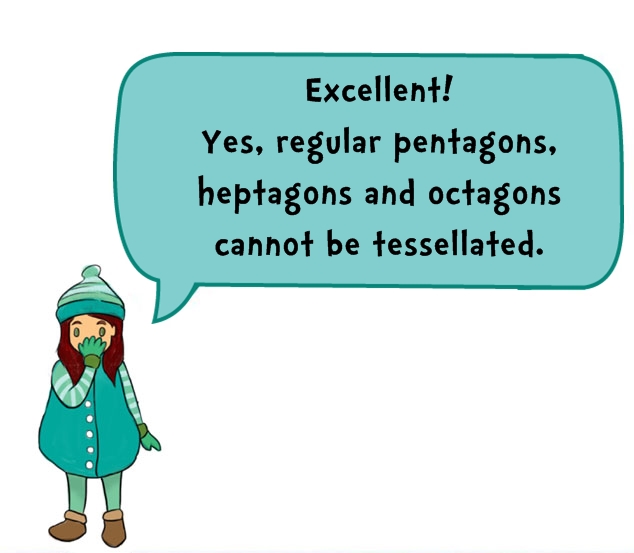 Excellent!
Yes, regular pentagons,
heptagons and octagons
cannot be tessellated.